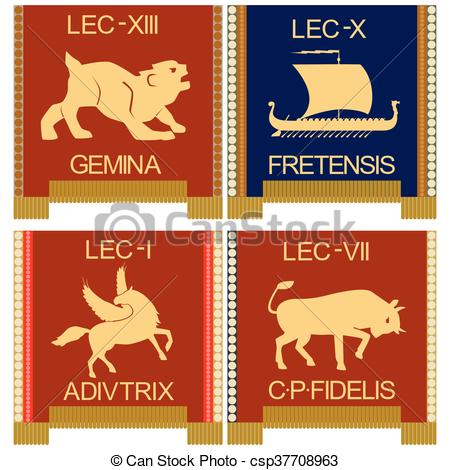 LEC-XIII
GEMINA
LEC-X
FRETENSIS
LEC-I
ADIVTRIX
LEC-VII
C·P·FIDELIS
© Can Stock Photo
© Can Stock Photo - csp37708963